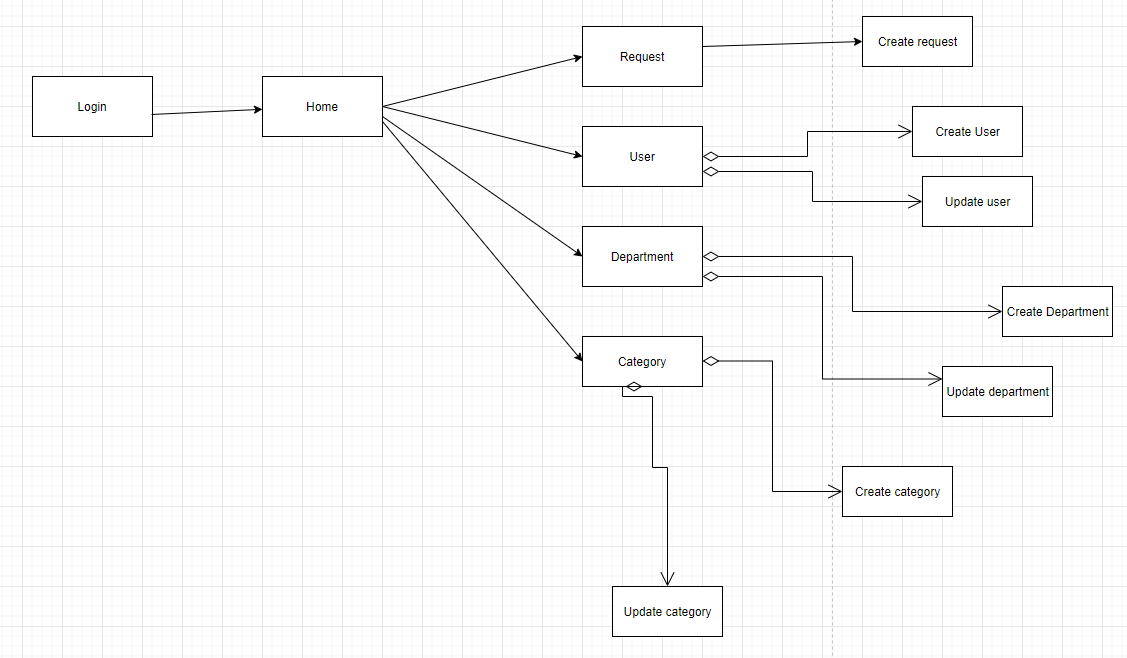 Login
Home
Request
Create request
User
Create User
Update user
Department
Create Department
Update department
Category
Create category
Update category